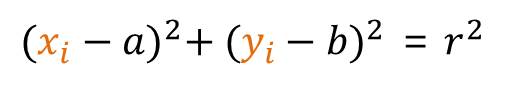 (xᵢ − a)² + (yᵢ − b)² = r²